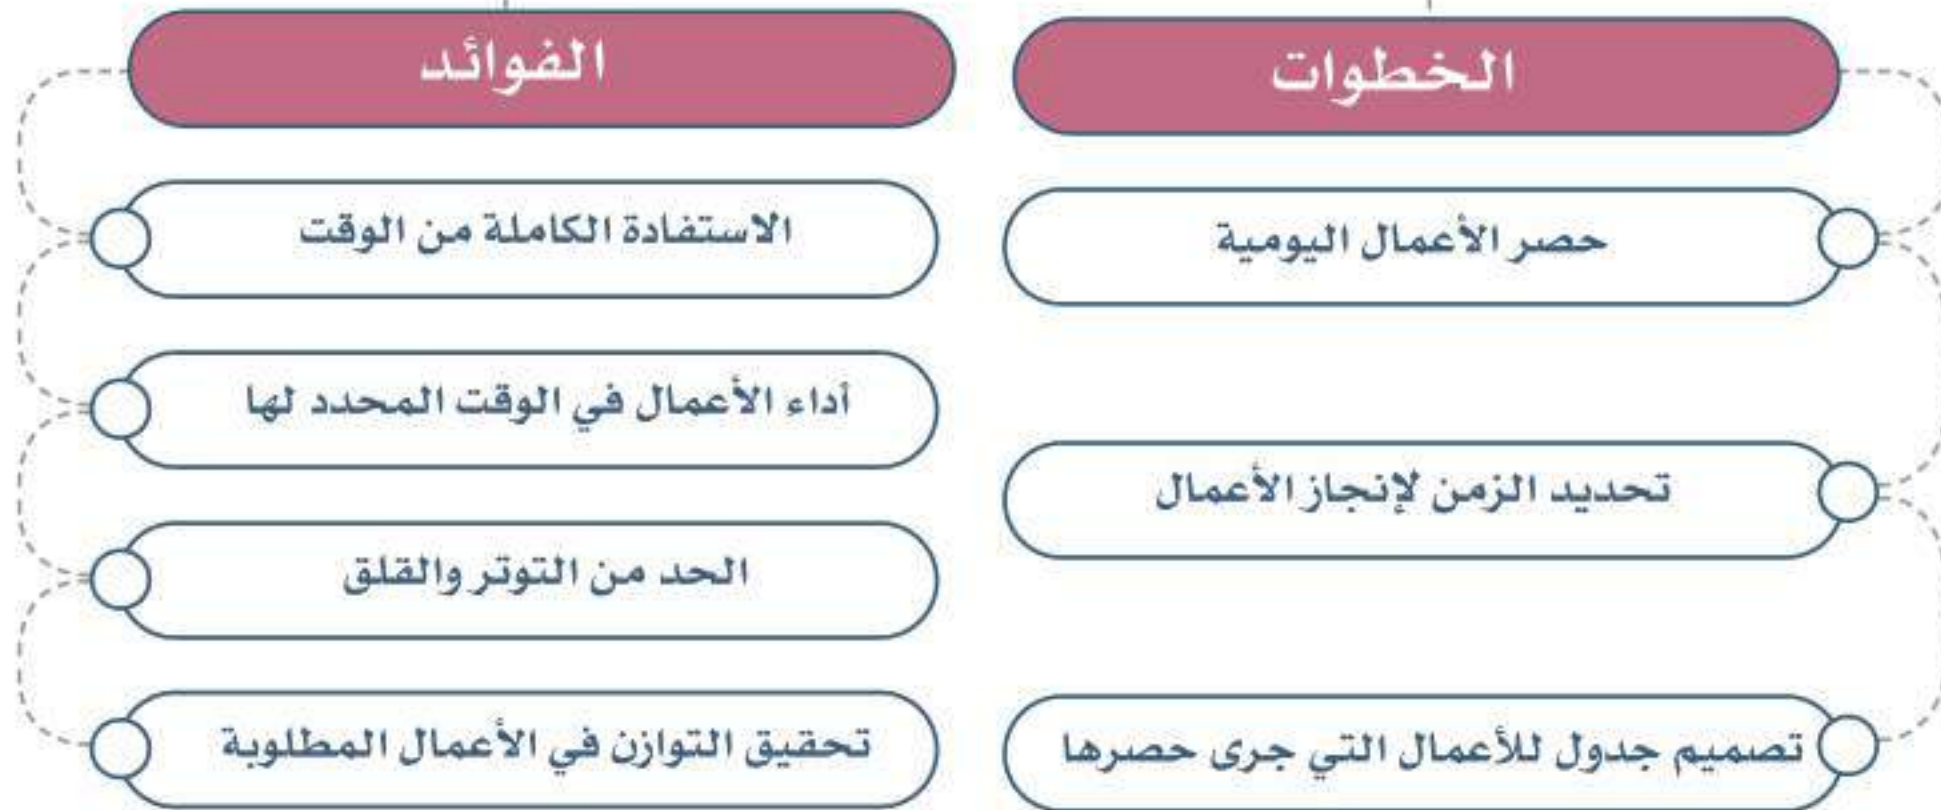 الخطوات
حصر الأعمال اليومية
تحديد الزمن لإنجاز الأعمال
تصميم جدول للأعمال التي جرى حصرها
الفوائد
الاستفادة الكاملة من الوقت
أداء الأعمال في الوقت المحدد لها
الحد من التوتر والقلق
تحقيق التوازن في الأعمال المطلوبة